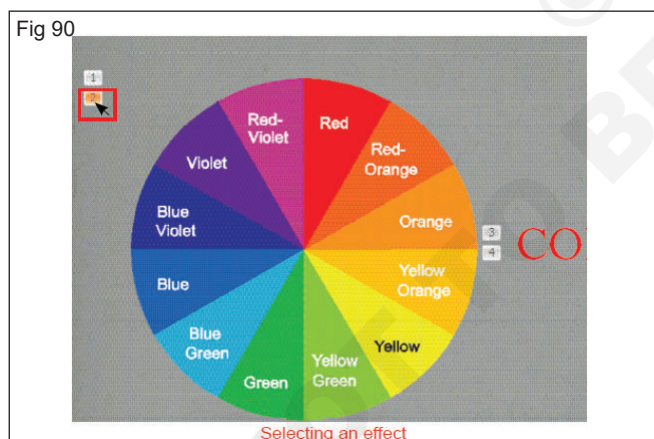 Fig 90
1
2
Red-
Violet
Red
Red-
Orange
Violet
Orange
Blue
Violet
3
4
CO
Yellow
Orange
Blue
Blue
Green
Yellow
Green
Yellow
Green
Selecting an effect